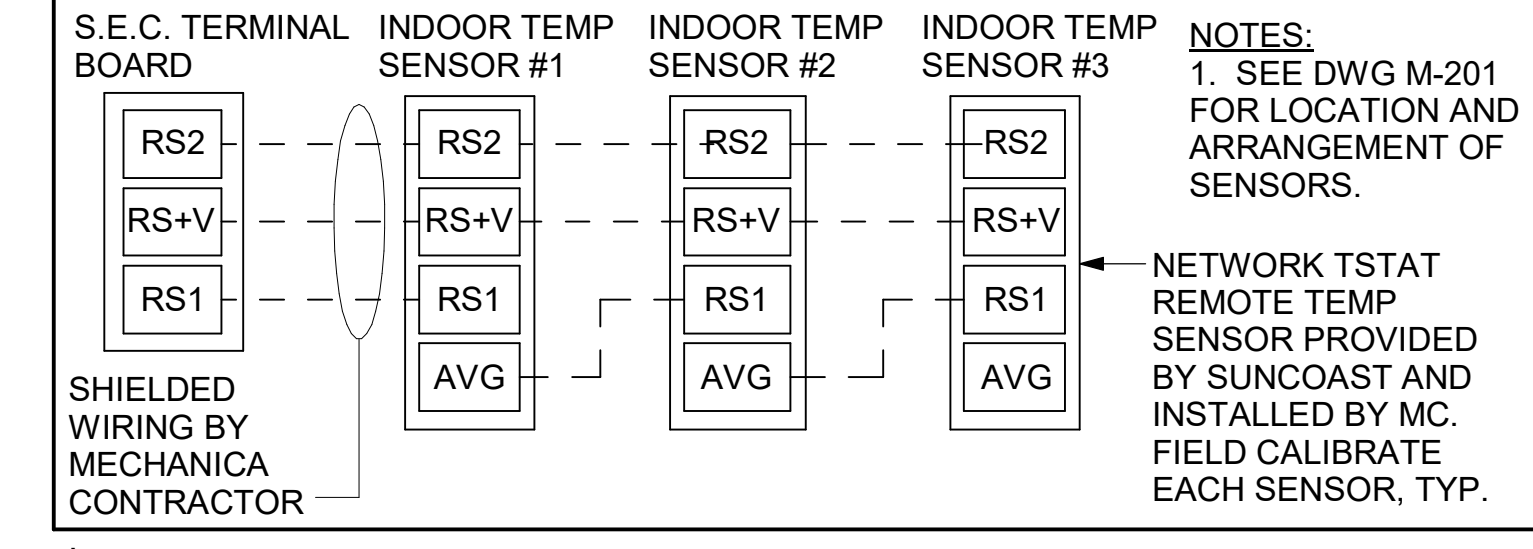 S.E.C. TERMINAL
BOARD
INDOOR TEMP
SENSOR #1
INDOOR TEMP
SENSOR #2
INDOOR TEMP
SENSOR #3
RS2
RS+V
RS1
RS2
RS+V
RS1
AVG
RS2
RS+V
RS1
AVG
RS2
RS+V
RS1
AVG
SHIELDED
WIRING BY
MECHANICA
CONTRACTOR
NOTES:
1. SEE DWG M-201
FOR LOCATION AND
ARRANGEMENT OF
SENSORS.
NETWORK TSTAT
REMOTE TEMP
SENSOR PROVIDED
BY SUNCOAST AND
INSTALLED BY MC.
FIELD CALIBRATE
EACH SENSOR, TYP.